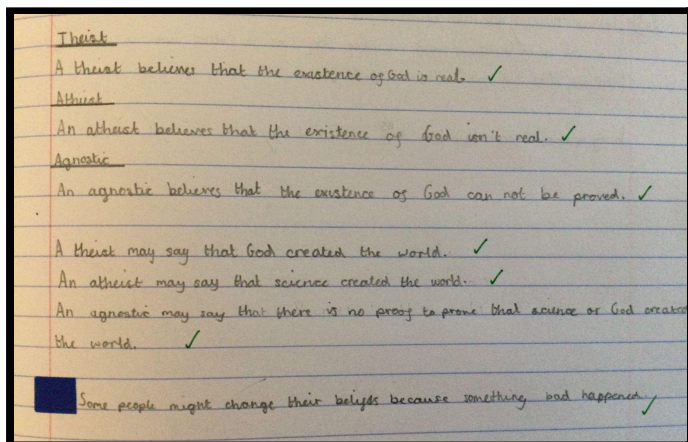 Theist
A theist believes that the existence of God is real.
Athiest
An atheist believes that the existence of God isn't real.
Agnostic
An agnostic believes that the existence of God can not be proved.
A theist may say that God created the world.
An atheist may say that science created the world.
An agnostic may say that there is no proof to prove that science or God created
the world.
Some people might change their beliefs because something bad happened.